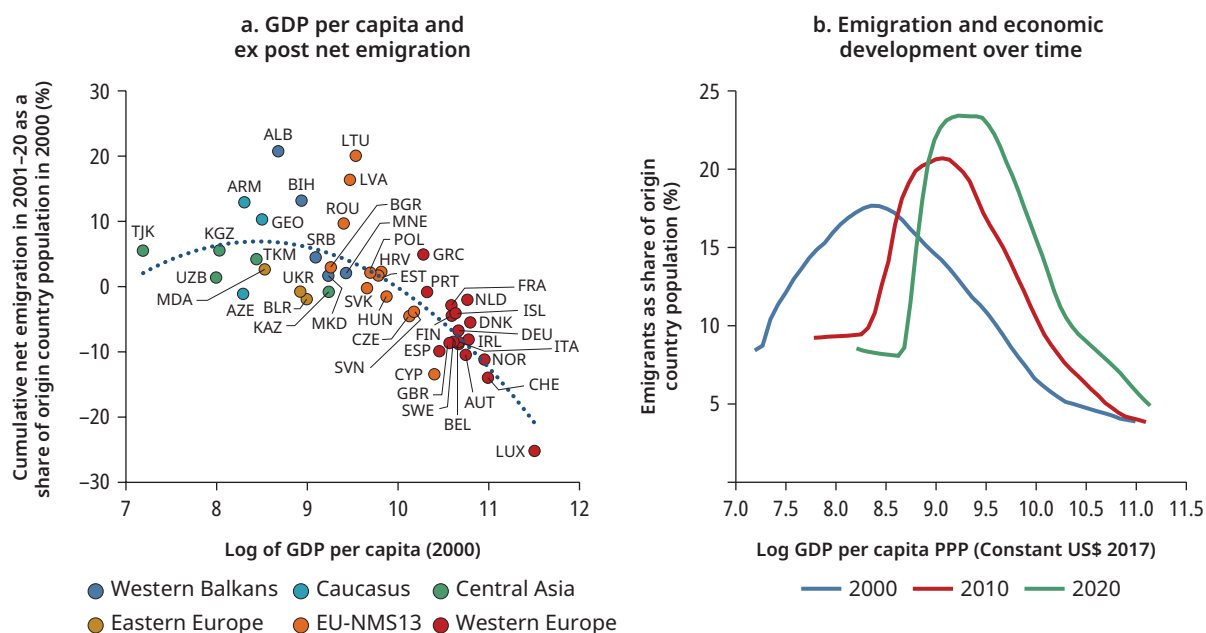 a. GDP per capita and
ex post net emigration
Cumulative net emigration in 2001–20 as a
share of origin country population in 2000 (%)
30
20
10
0
–10
–20
–30
ALB
LTU
LVA
ARM
BIH
BGR
ROU
MNE
TJK
KGZ
GEO
SRB
POL
TKM
HRV
GRC
UZB
UKR
EST
FRA
MDA
PRT
NLD
AZE
BLR
SVK
ISL
KAZ
MKD
HUN
FIN
DNK
DEU
CZE
IRL
ITA
SVN
ESP
NOR
CYP
CHE
GBR
SWE
AUT
BEL
LUX
7
8
9
10
11
12
Log of GDP per capita (2000)
Western Balkans
Caucasus
Central Asia
Eastern Europe
EU-NMS13
Western Europe
b. Emigration and economic
development over time
Emigrants as share of origin
country population (%)
25
20
15
10
5
7.0
7.5
8.0
8.5
9.0
9.5
10.0
10.5
11.0
11.5
Log GDP per capita PPP (Constant US$ 2017)
2000
2010
2020